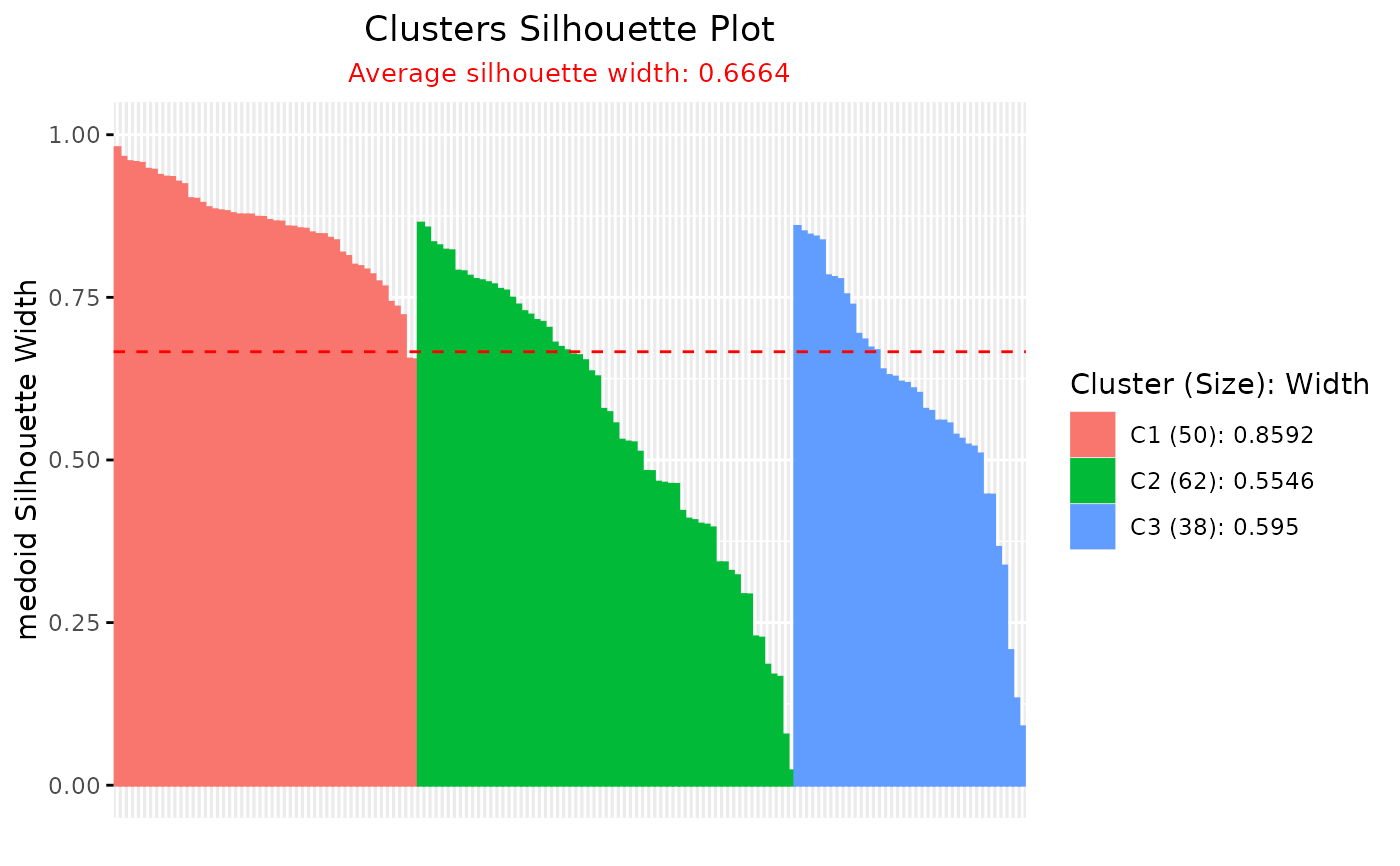 Clusters Silhouette Plot
Average silhouette width: 0.6664
medoid Silhouette Width
1.00
0.75
0.50
0.25
0.00
Cluster (Size): Width
C1 (50): 0.8592
C2 (62): 0.5546
C3 (38): 0.595